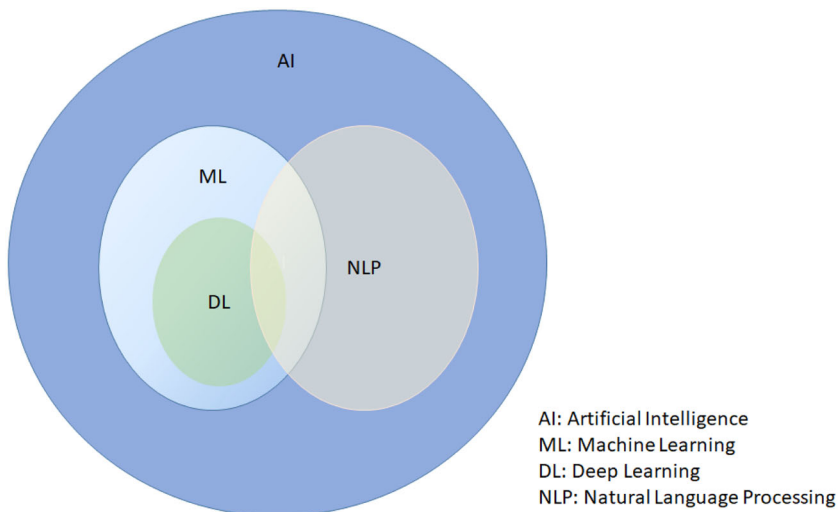 AI
ML
NLP
DL
AI: Artificial Intelligence
ML: Machine Learning
DL: Deep Learning
NLP: Natural Language Processing